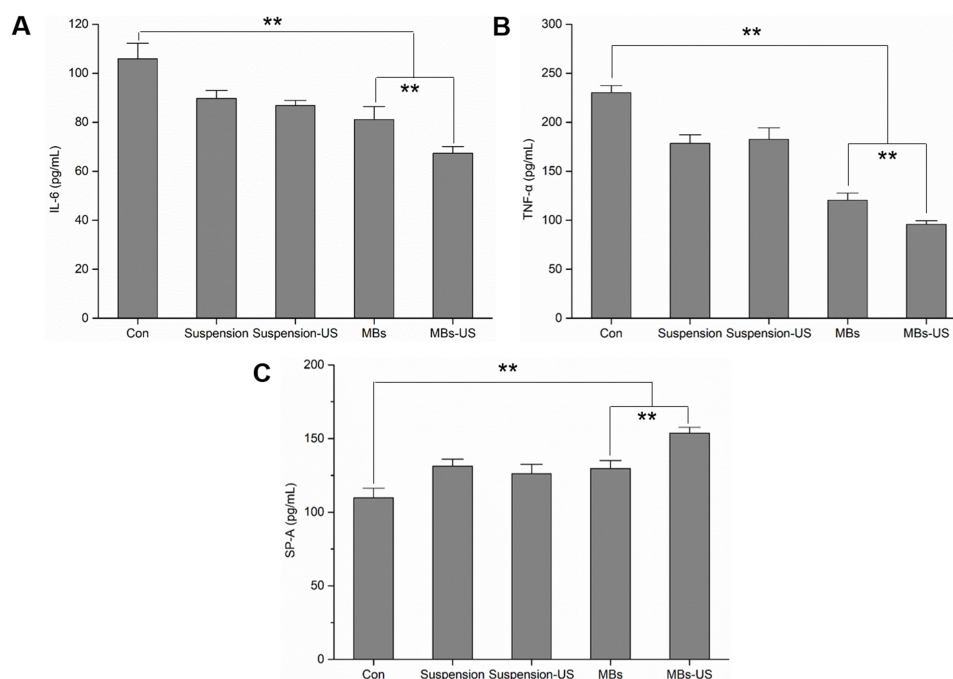 A
IL-6 (pg/mL)
120
100
80
60
40
20
0
**
**
Con Suspension Suspension-US MBs MBs-US
B
TNF-α (pg/mL)
300
250
200
150
100
50
0
**
**
Con Suspension Suspension-US MBs MBs-US
C
SP-A (pg/mL)
200
150
100
50
0
**
**
Con Suspension Suspension-US MBs MBs-US